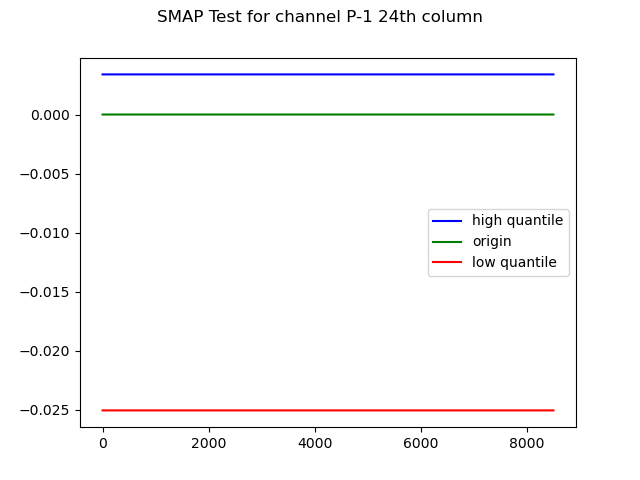 SMAP Test for channel P-1 24th column
0.000
−0.005
−0.010
−0.015
−0.020
−0.025
high quantile
origin
low quantile
0 2000 4000 6000 8000